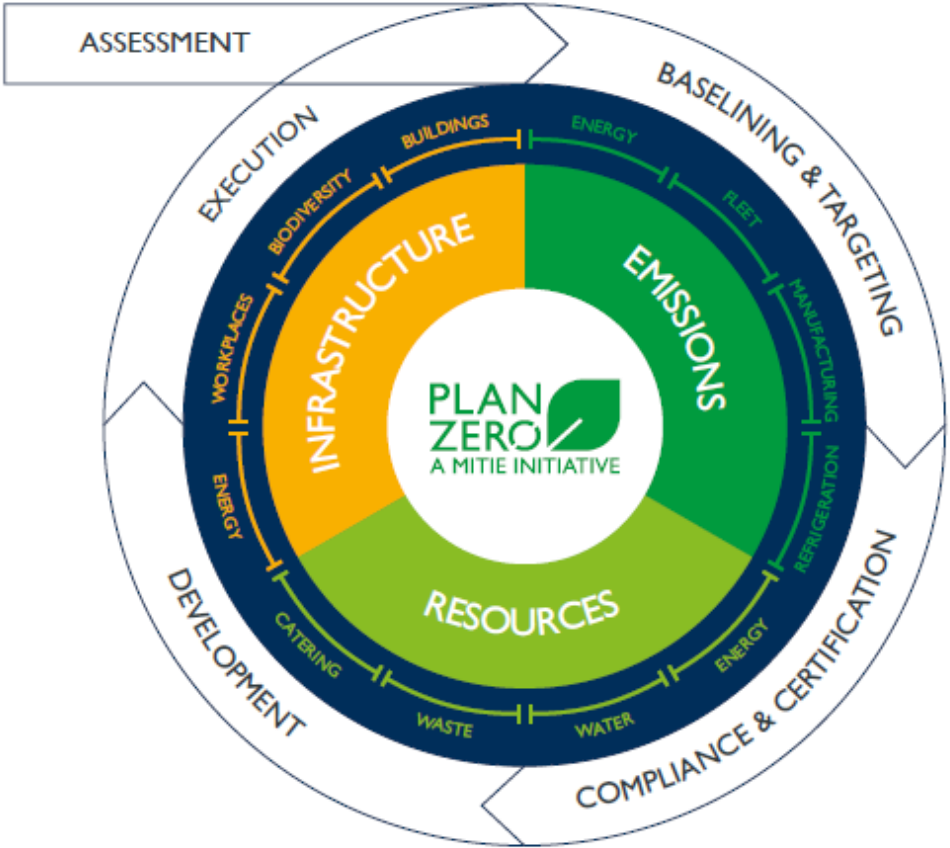 ASSESSMENT
BASELINING & TARGETING
COMPLIANCE & CERTIFICATION
DEVELOPMENT
EXECUTION
ENERGY
FLEET
MANUFACTURING
REFRIGERATION
ENERGY
WATER
WASTE
CATERING
ENERGY
WORKPLACES
BIODIVERSITY
BUILDINGS
EMISSIONS
RESOURCES
INFRASTRUCTURE
PLAN
ZERO
A MITIE INITIATIVE